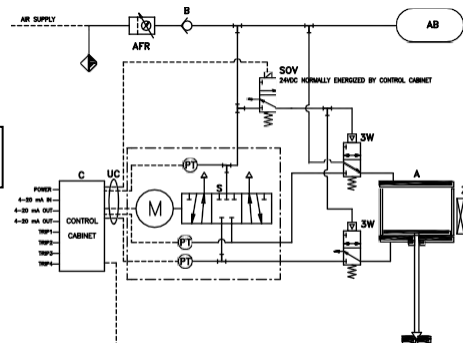 AIR SUPPLY
AFR
B
AB
SOV
24VDC NORMALLY ENERGIZED BY CONTROL CABINET
3W
PT
C
UC
S
A
POWER
4-20 mA IN
4-20 mA OUT
4-20 mA OUT
TRIP1
TRIP2
TRIP3
TRIP4
CONTROL
CABINET
M
PT
PT
3W